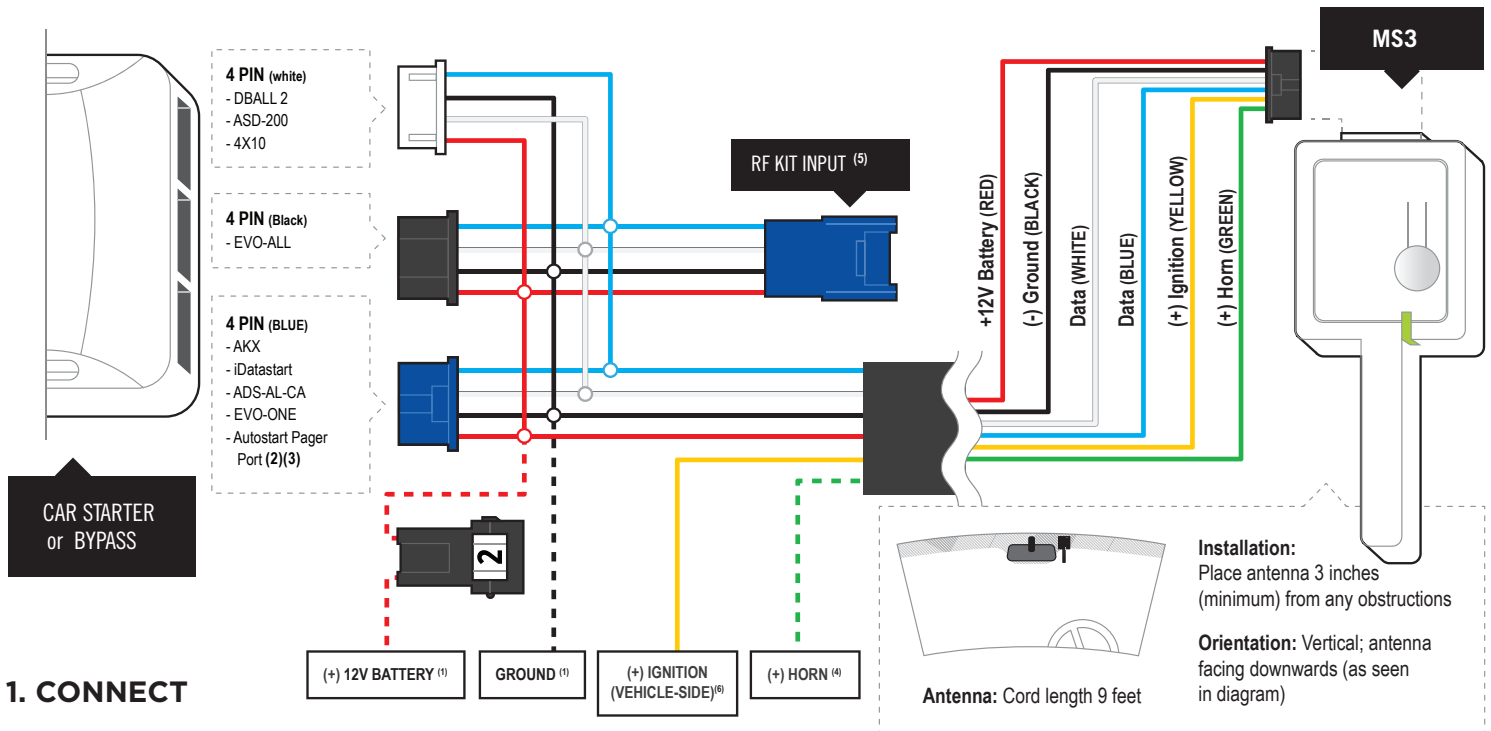 4 PIN (white)
- DBALL 2
- ASD-200
- 4X10
4 PIN (Black)
- EVO-ALL
4 PIN (BLUE)
- AKX
- iDatastart
- ADS-AL-CA
- EVO-ONE
- Autostart Pager
Port (2)(3)
CAR STARTER
or BYPASS
RF KIT INPUT (5)
MS3
+12V Battery (RED)
(-) Ground (BLACK)
Data (WHITE)
Data (BLUE)
(+) Ignition (YELLOW)
(+) Horn (GREEN)
2
(+) 12V BATTERY (1)
GROUND (1)
(+) IGNITION
(VEHICLE-SIDE)(6)
(+) HORN (4)
Antenna: Cord length 9 feet
Installation:
Place antenna 3 inches
(minimum) from any obstructions
Orientation: Vertical; antenna
facing downwards (as seen
in diagram)
1. CONNECT